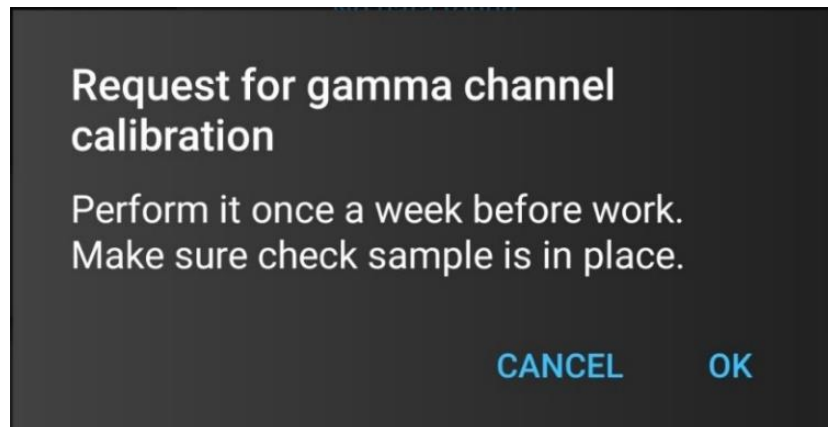 Request for gamma channel
calibration
Perform it once a week before work.
Make sure check sample is in place.
CANCEL
OK